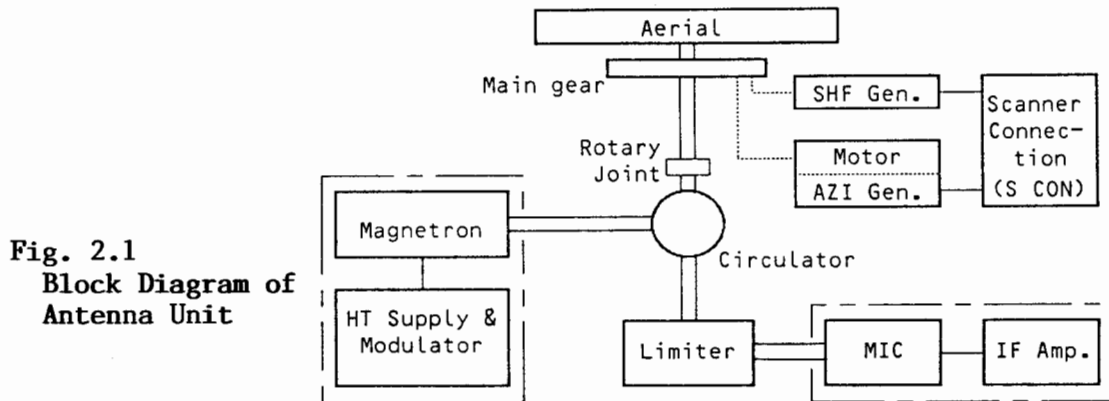 Aerial
Main gear
SHF Gen.
Scanner
Connec-
tion
(S CON)
Rotary
Joint
Motor
AZI Gen.
Magnetron
Circulator
Fig. 2.1
Block Diagram of
Antenna Unit
HT Supply &
Modulator
Limiter
MIC
IF Amp.